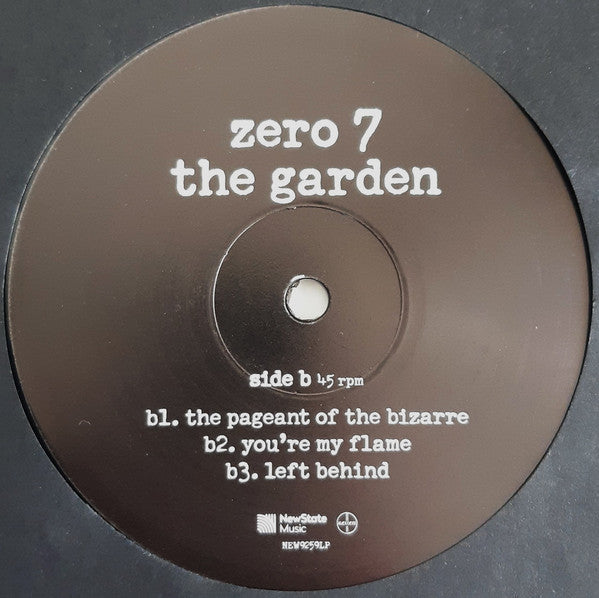 zero 7
the garden
side b 45 rpm
b1. the pageant of the bizarre
b2. you're my flame
b3. left behind
NewState
Music
NEW9259LP